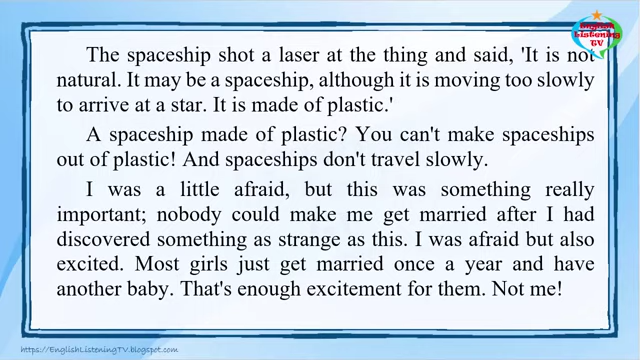 English
Listening
TV
The spaceship shot a laser at the thing and said, 'It is not
natural. It may be a spaceship, although it is moving too slowly
to arrive at a star. It is made of plastic.'
A spaceship made of plastic? You can't make spaceships
out of plastic! And spaceships don't travel slowly.
I was a little afraid, but this was something really
important; nobody could make me get married after I had
discovered something as strange as this. I was afraid but also
excited. Most girls just get married once a year and have
another baby. That's enough excitement for them. Not me!
https://EnglishListeningTV.blogspot.com